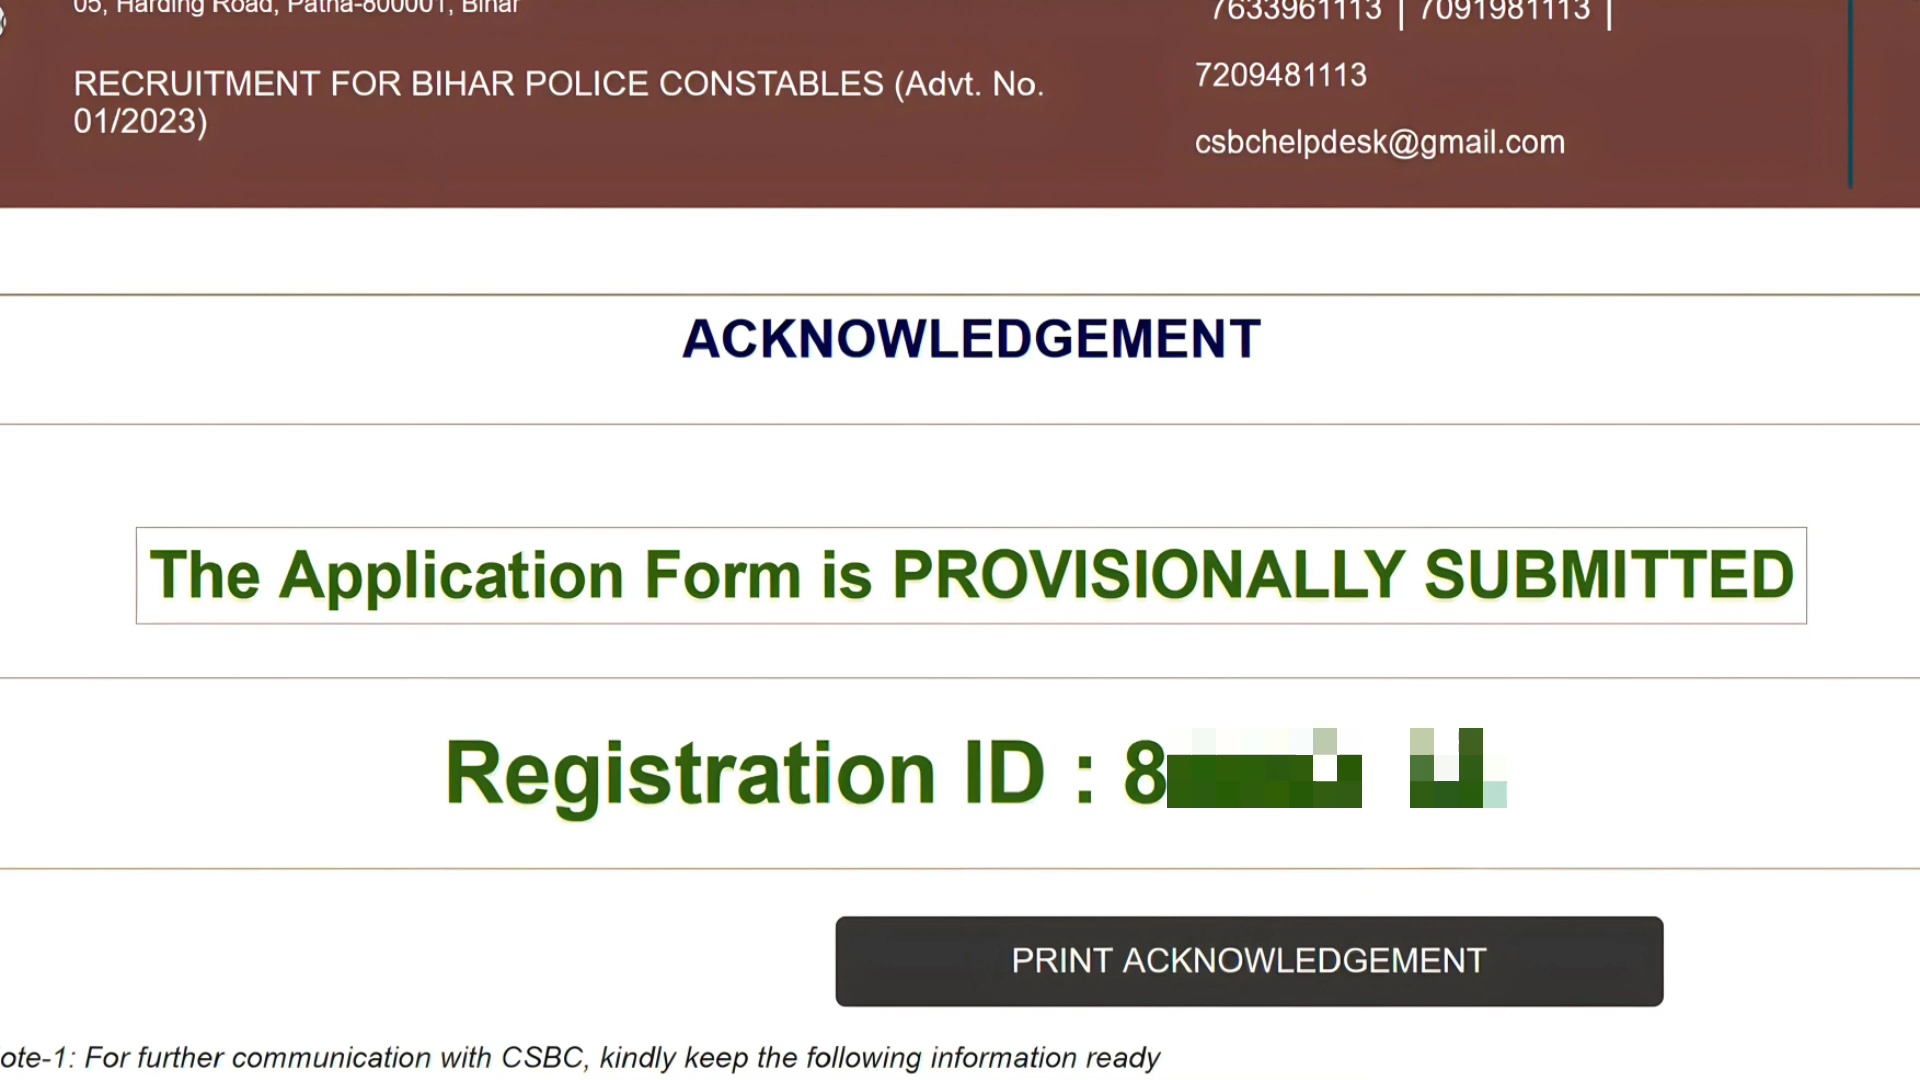 05, Harding Road, Patna-800001, Bihar
7633961113 | 7091981113 |
RECRUITMENT FOR BIHAR POLICE CONSTABLES (Advt. No.
01/2023)
7209481113
csbchelpdesk@gmail.com
ACKNOWLEDGEMENT
The Application Form is PROVISIONALLY SUBMITTED
Registration ID : 8
PRINT ACKNOWLEDGEMENT
ote-1: For further communication with CSBC, kindly keep the following information ready